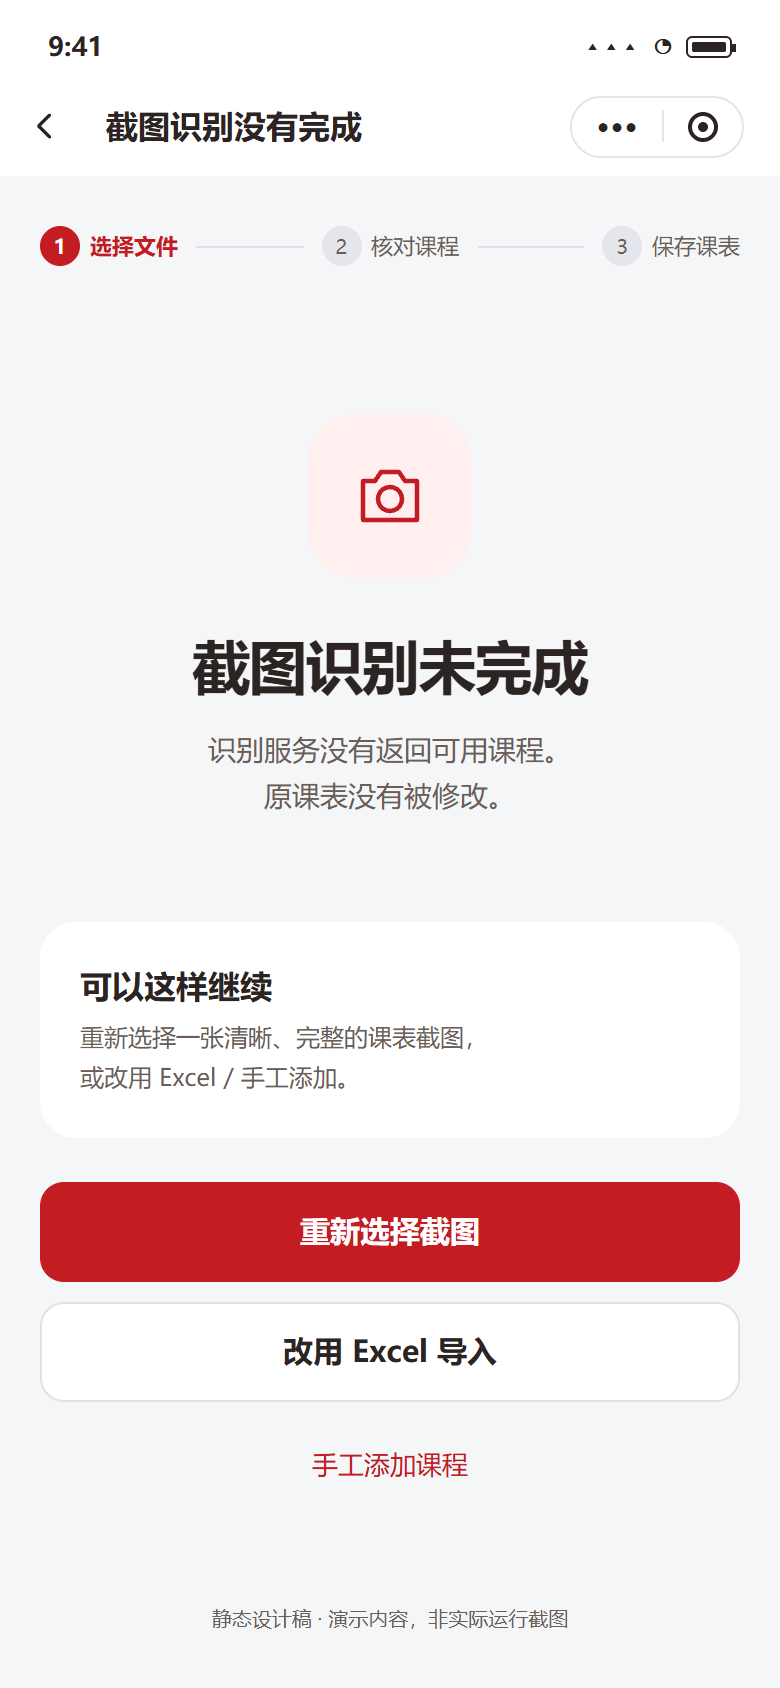 9:41
截图识别没有完成
1 选择文件 2 核对课程 3 保存课表
截图识别未完成
识别服务没有返回可用课程。
原课表没有被修改。
可以这样继续
重新选择一张清晰、完整的课表截图，
或改用 Excel / 手工添加。
重新选择截图
改用 Excel 导入
手工添加课程
静态设计稿 · 演示内容，非实际运行截图